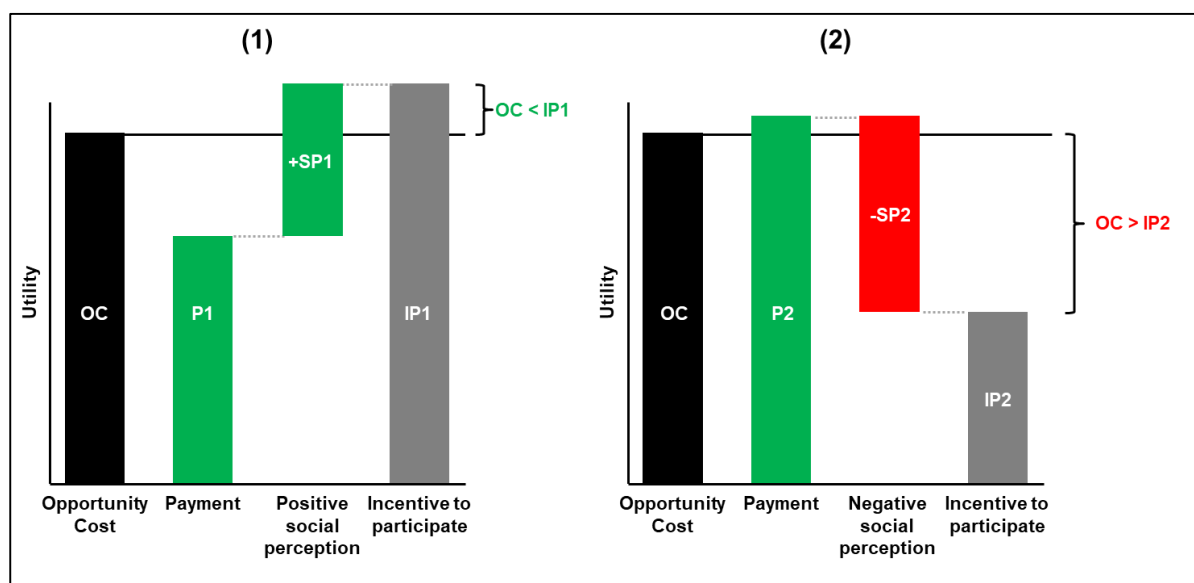 (1)
OC < IP1
+SP1
OC
P1
IP1
Utility
Opportunity
Cost
Payment
Positive
social
perception
Incentive to
participate
(2)
-SP2
OC > IP2
OC
P2
IP2
Utility
Opportunity
Cost
Payment
Negative
social
perception
Incentive to
participate